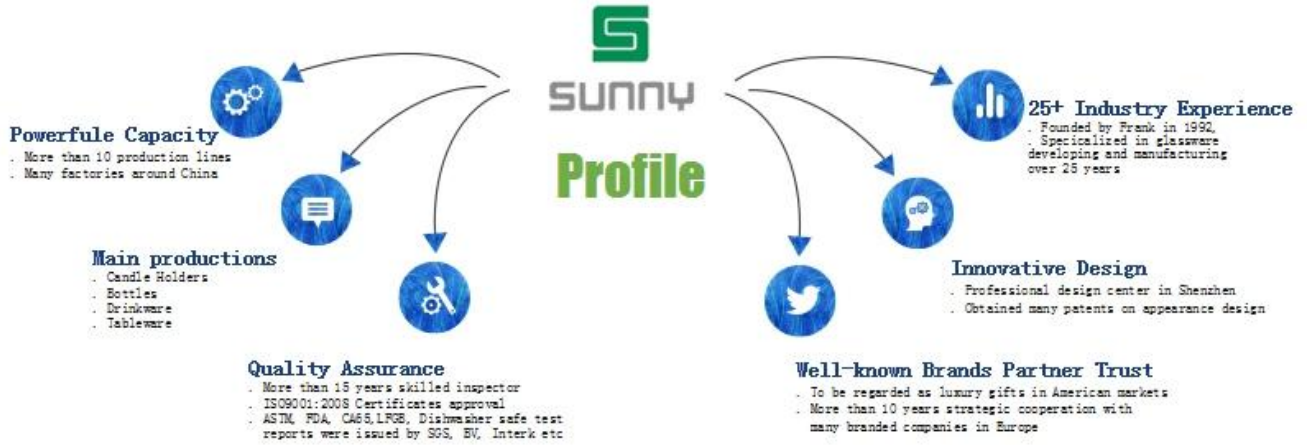 SUNNY
Profile
Powerfule Capacity
. More than 10 production lines
. Many factories around China
Main productions
. Candle Holders
. Bottles
. Drinkware
. Tableware
Quality Assurance
. More than 15 years skilled inspector
. ISO9001:2008 Certificates approval
. ASTM, FDA, CA65,LFGB, Dishwasher safe test
reports were issued by SGS, BV, Interk etc
25+ Industry Experience
. Founded by Frank in 1992,
. Specicalized in glassware
developing and manufacturing
over 25 years
Innovative Design
. Professional design center in Shenzhen
. Obtained many patents on appearance design
Well-known Brands Partner Trust
. To be regarded as luxury gifts in American markets
. More than 10 years strategic cooperation with
many branded companies in Europe